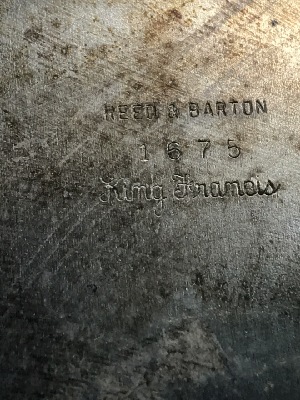 REED & BARTON
1675
King Francis